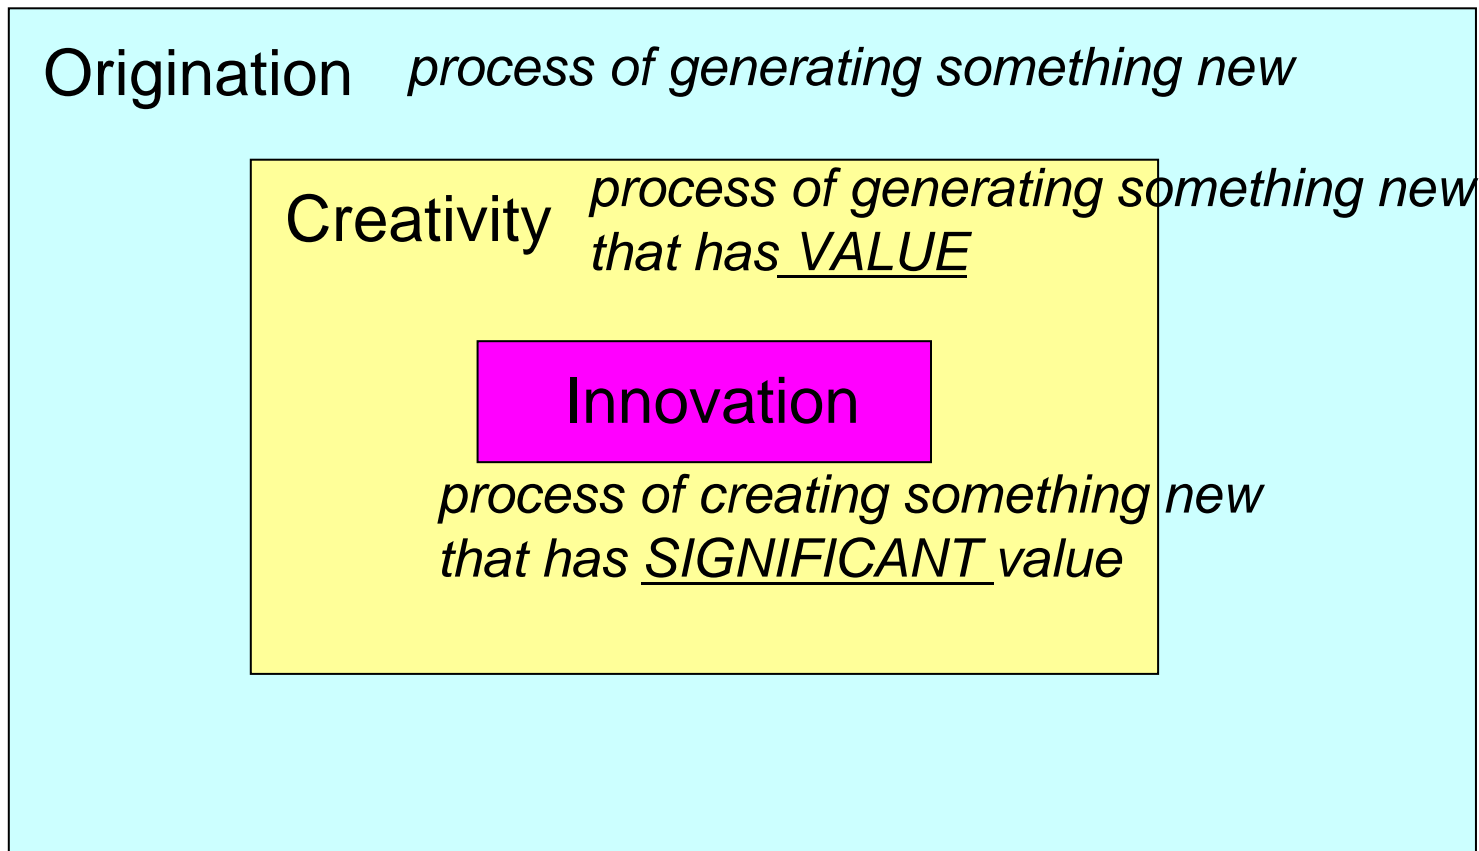 Origination process of generating something new
Creativity process of generating something new
that has VALUE
Innovation
process of creating something new
that has SIGNIFICANT value